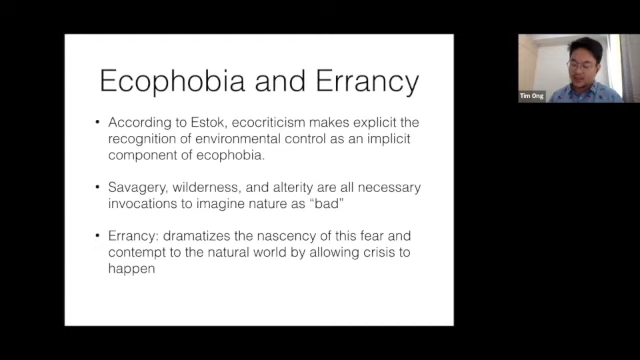 Ecophobia and Errancy
• According to Estok, ecocriticism makes explicit the
recognition of environmental control as an implicit
component of ecophobia.
• Savagery, wilderness, and alterity are all necessary
invocations to imagine nature as “bad”
• Errancy: dramatizes the nascency of this fear and
contempt to the natural world by allowing crisis to
happen
Tim Ong